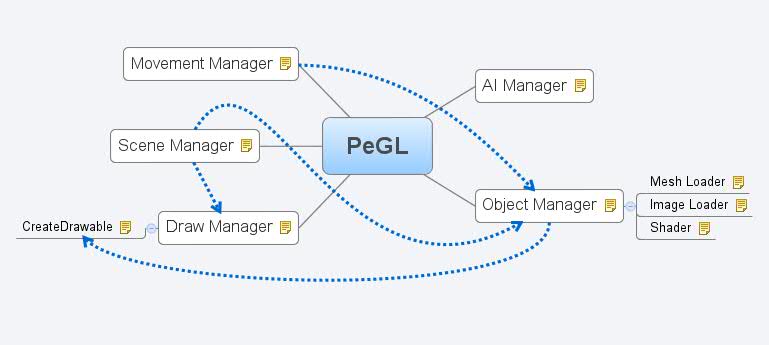 Movement Manager
AI Manager
PeGL
Scene Manager
Mesh Loader
Object Manager
Image Loader
CreateDrawable
Draw Manager
Shader